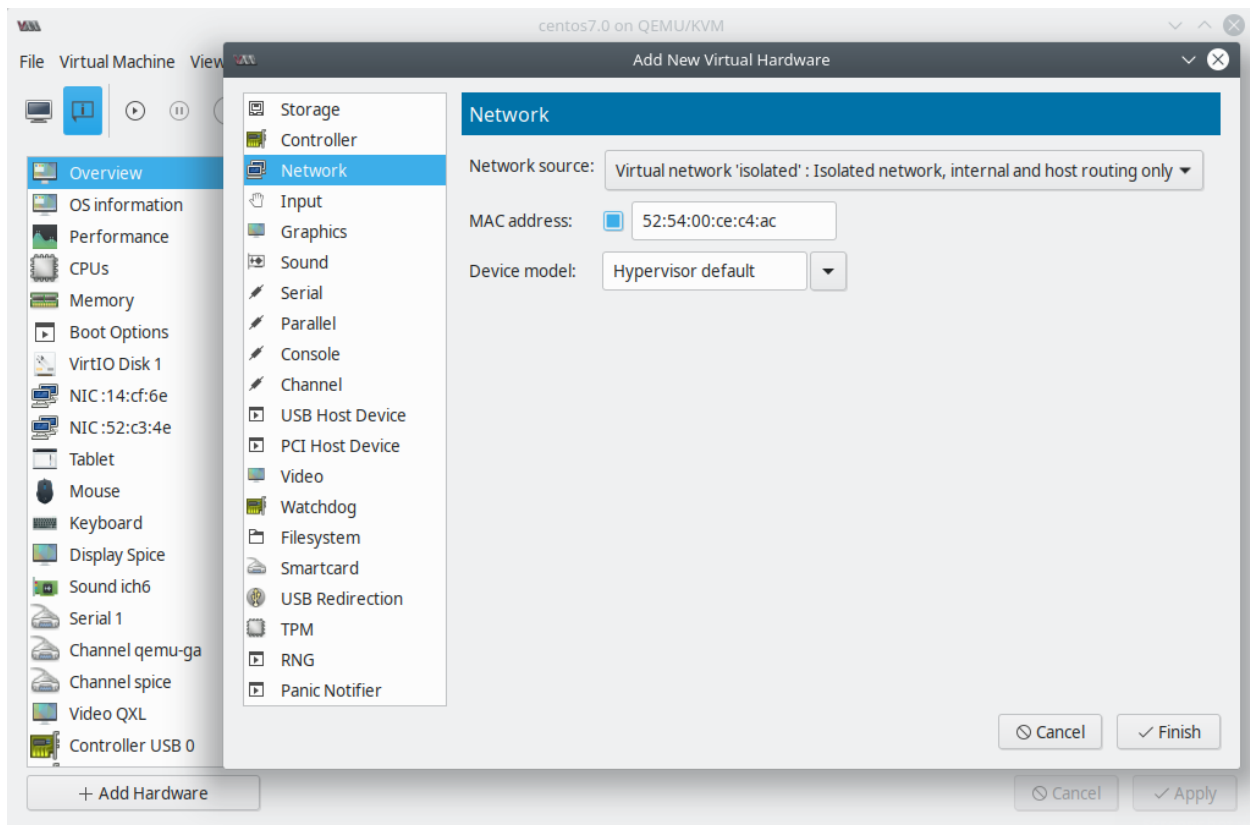 centos7.0 on QEMU/KVM
File Virtual Machine View
Add New Virtual Hardware
Overview
OS information
Performance
CPUs
Memory
Boot Options
VirtIO Disk 1
NIC :14:cf:6e
NIC :52:c3:4e
Tablet
Mouse
Keyboard
Display Spice
Sound ich6
Serial 1
Channel qemu-ga
Channel spice
Video QXL
Controller USB 0
+ Add Hardware
Storage
Controller
Network
Input
Graphics
Sound
Serial
Parallel
Console
Channel
USB Host Device
PCI Host Device
Video
Watchdog
Filesystem
Smartcard
USB Redirection
TPM
RNG
Panic Notifier
Network
Network source: Virtual network 'isolated' : Isolated network, internal and host routing only
MAC address: 52:54:00:ce:c4:ac
Device model: Hypervisor default
Cancel Finish
Cancel Apply